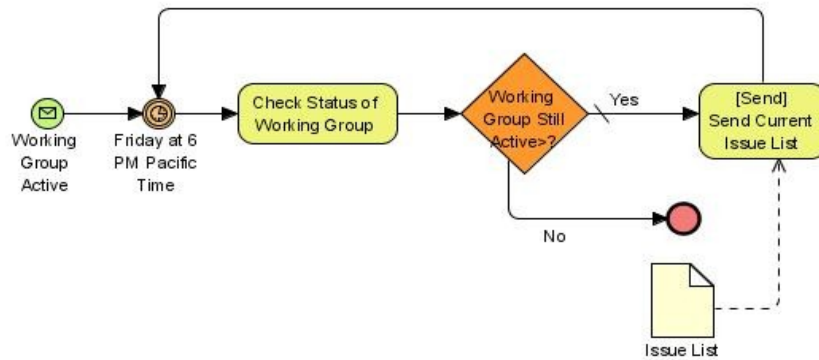 Working
Group
Active
Friday at 6
PM Pacific
Time
Check Status of
Working Group
Working
Group Still
Active>?
Yes
No
[Send]
Send Current
Issue List
Issue List